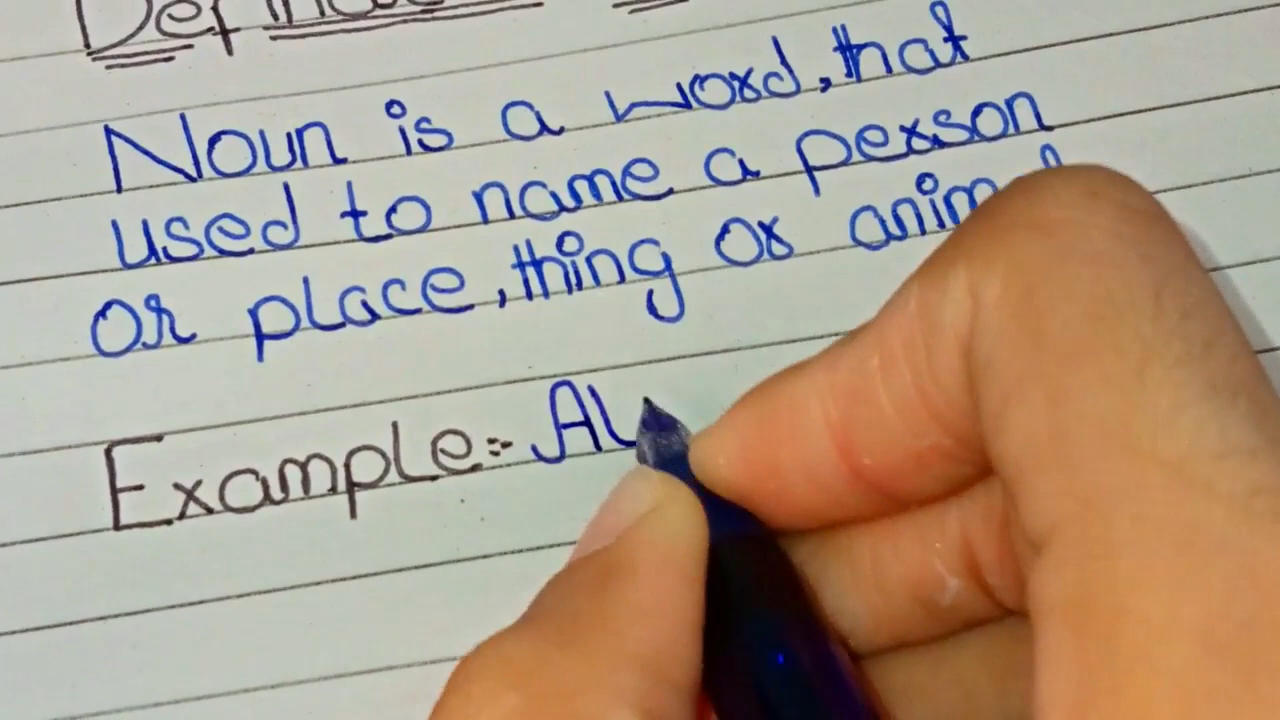 Noun is a word, that
used to name a person
or place, thing or
Example:-